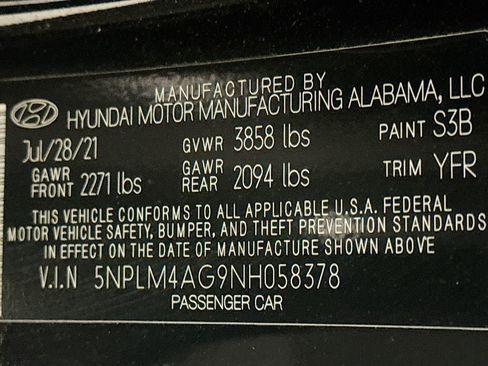 MANUFACTURED BY
HYUNDAI MOTOR MANUFACTURING ALABAMA, LLC
Jul/28/21 GVWR 3858 lbs PAINT S3B
GAWR FRONT 2271 lbs GAWR REAR 2094 lbs TRIM YFR
THIS VEHICLE CONFORMS TO ALL APPLICABLE U.S.A. FEDERAL
MOTOR VEHICLE SAFETY, BUMPER, AND THEFT PREVENTION STANDARDS
IN EFFECT ON THE DATE OF MANUFACTURE SHOWN ABOVE
V.I.N 5NPLM4AG9NH058378
PASSENGER CAR